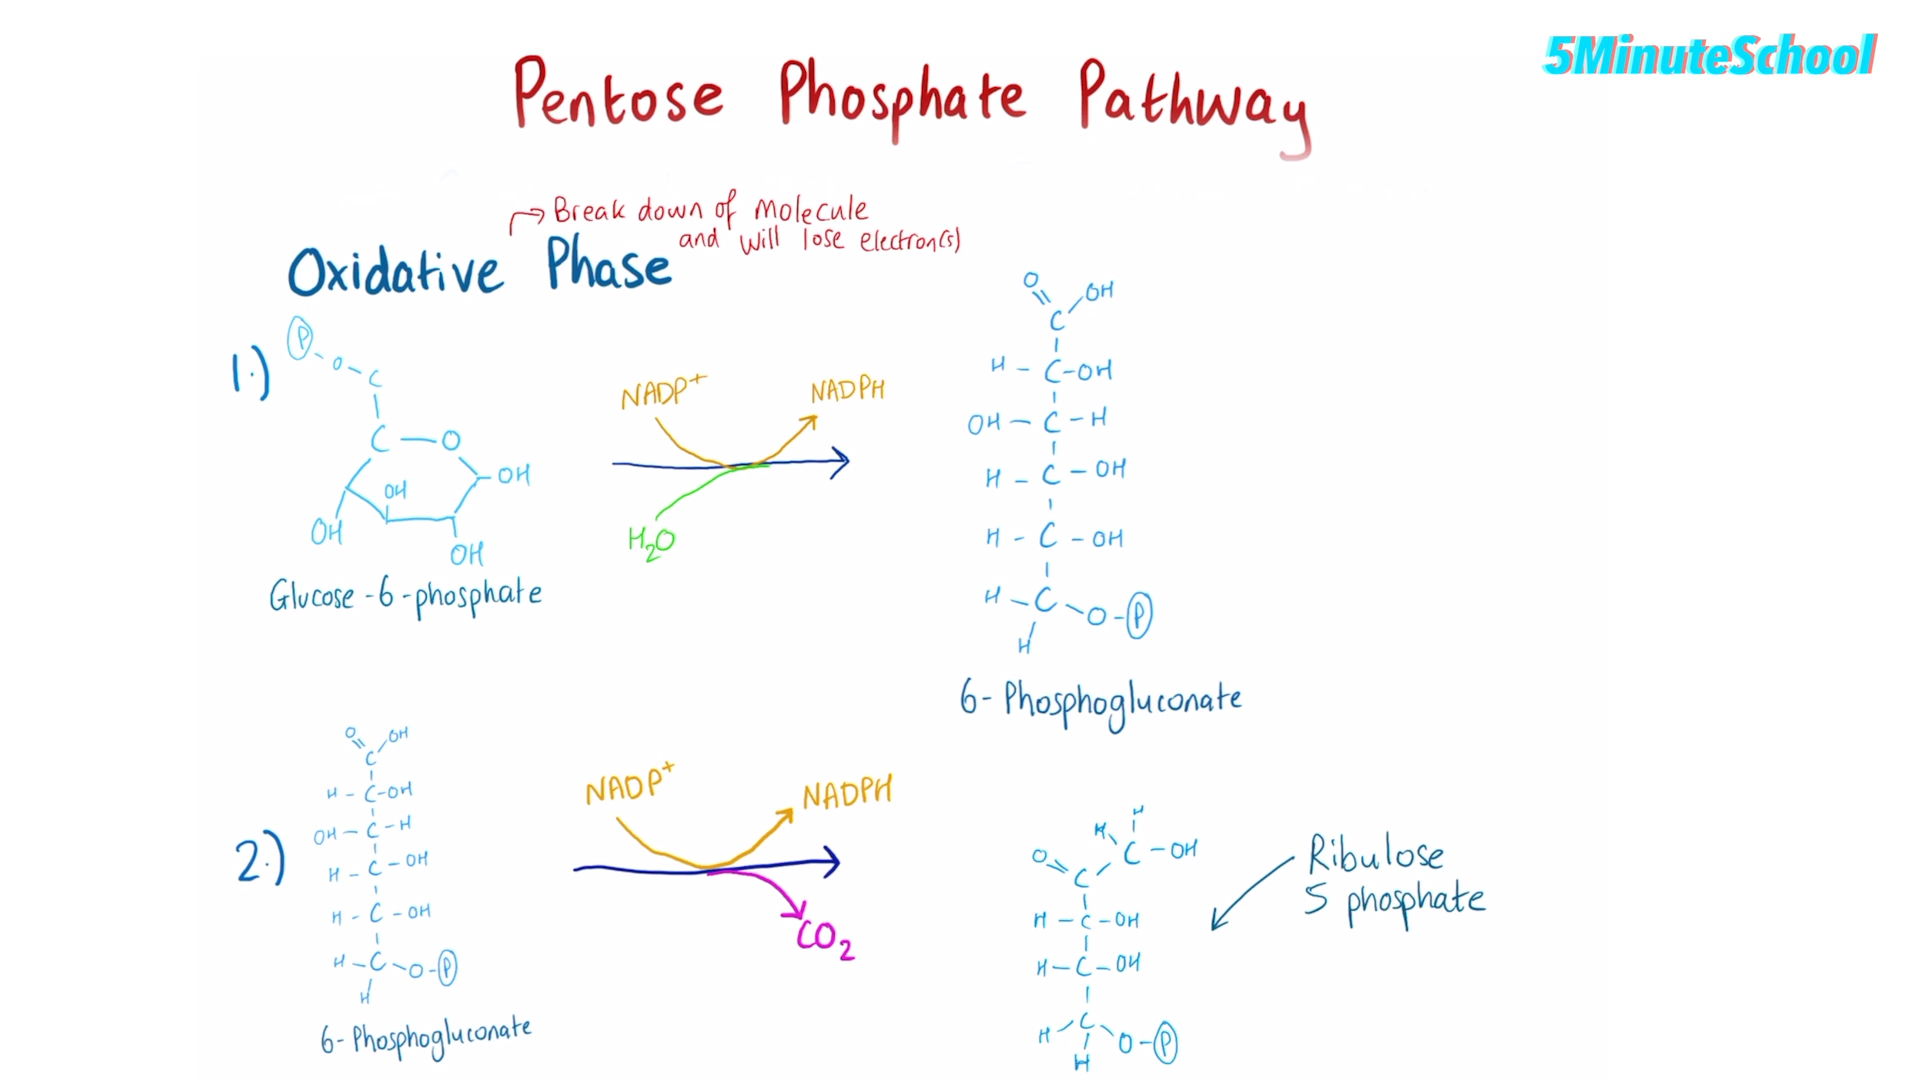 5MinuteSchool
Pentose Phosphate Pathway
Break down of molecule
and will lose electron(s)
Oxidative Phase
1.)
P - O - C
C - O
OH
OH
OH
OH
Glucose-6-phosphate
NADP+
NADPH
H2O
O OH
C
H - C - OH
OH - C - H
H - C - OH
H - C - OH
H - C - O - P
H
6-Phosphogluconate
2.)
O OH
C
H - C - OH
OH - C - H
H - C - OH
H - C - OH
H - C - O - P
H
6-Phosphogluconate
NADP+
NADPH
CO2
H
H C - OH
O C
H - C - OH
H - C - OH
H C O - P
H
Ribulose
5 phosphate